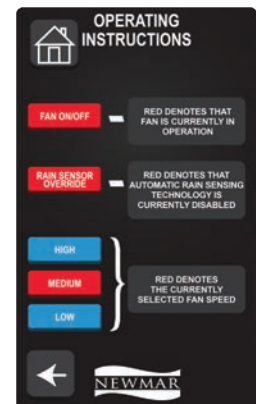 OPERATING
INSTRUCTIONS
FAN ON/OFF
RED DENOTES THAT
FAN IS CURRENTLY IN
OPERATION
RAIN SENSOR
OVERRIDE
RED DENOTES THAT
AUTOMATIC RAIN SENSING
TECHNOLOGY IS
CURRENTLY DISABLED
HIGH
MEDIUM
LOW
RED DENOTES
THE CURRENTLY
SELECTED FAN SPEED
NEWMAR